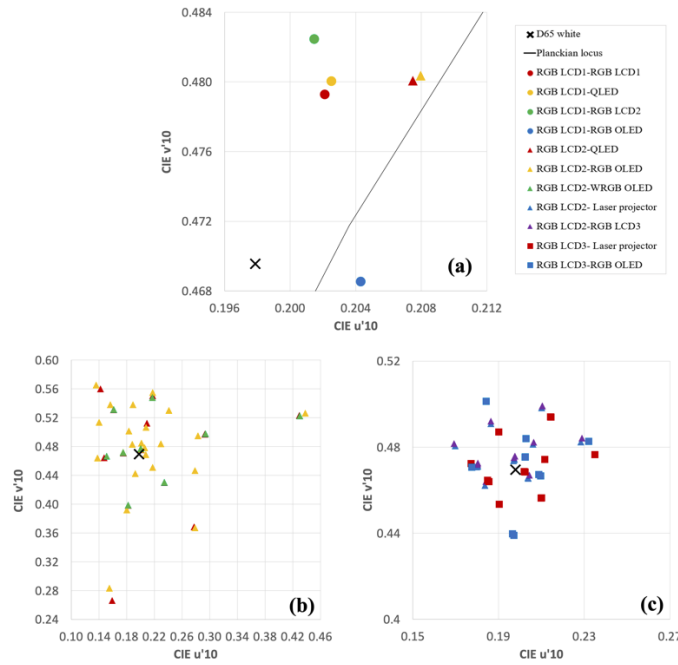 0.484
0.480
0.476
0.472
0.468
0.196
0.200
0.204
0.208
0.212
CIE v'10
CIE u'10
(a)
D65 white
Planckian locus
RGB LCD1-RGB LCD1
RGB LCD1-QLED
RGB LCD1-RGB LCD2
RGB LCD1-RGB OLED
RGB LCD2-QLED
RGB LCD2-RGB OLED
RGB LCD2-WRGB OLED
RGB LCD2- Laser projector
RGB LCD2-RGB LCD3
RGB LCD3- Laser projector
RGB LCD3-RGB OLED
0.60
0.56
0.52
0.48
0.44
0.40
0.36
0.32
0.28
0.24
0.10 0.14 0.18 0.22 0.26 0.30 0.34 0.38 0.42 0.46
CIE v'10
CIE u'10
(b)
0.52
0.48
0.44
0.4
0.15 0.19 0.23 0.27
CIE v'10
CIE u'10
(c)